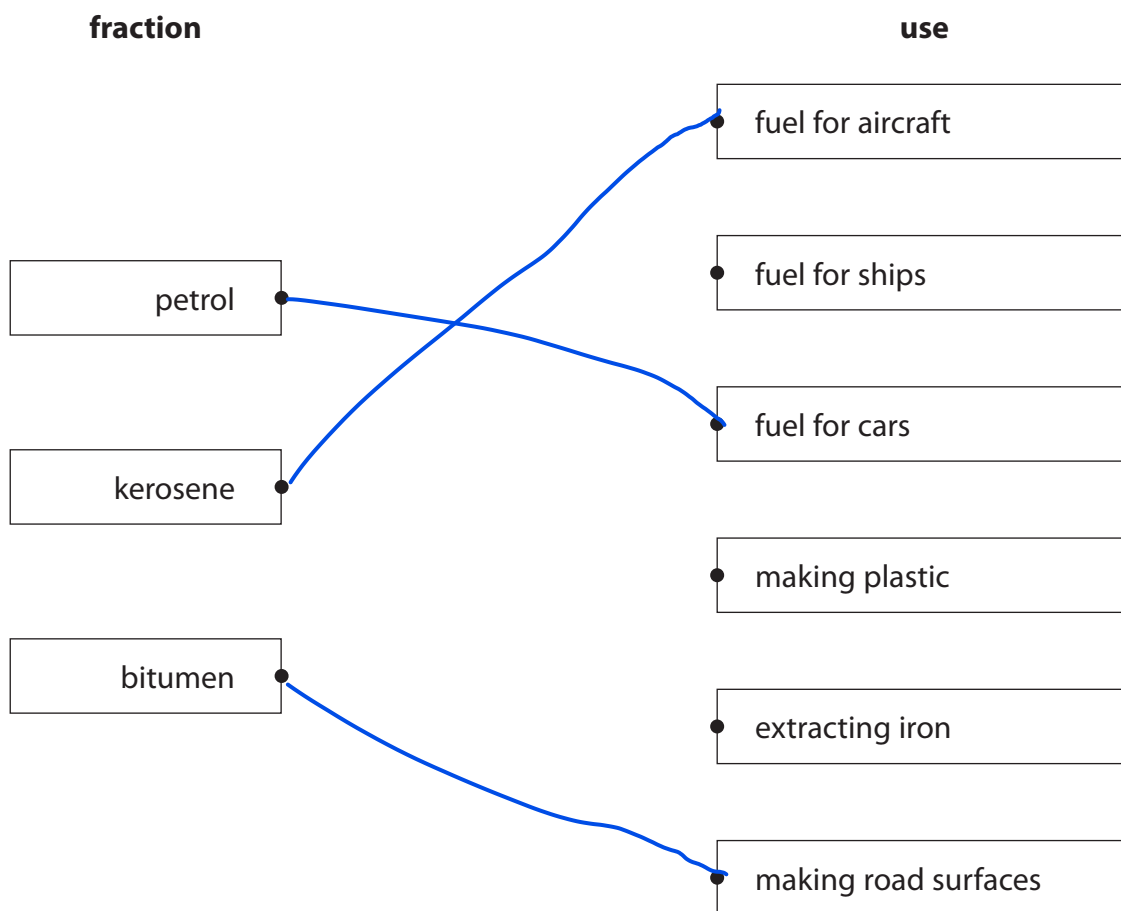 fraction use
fuel for aircraft
fuel for ships
petrol
fuel for cars
kerosene
making plastic
bitumen
extracting iron
making road surfaces